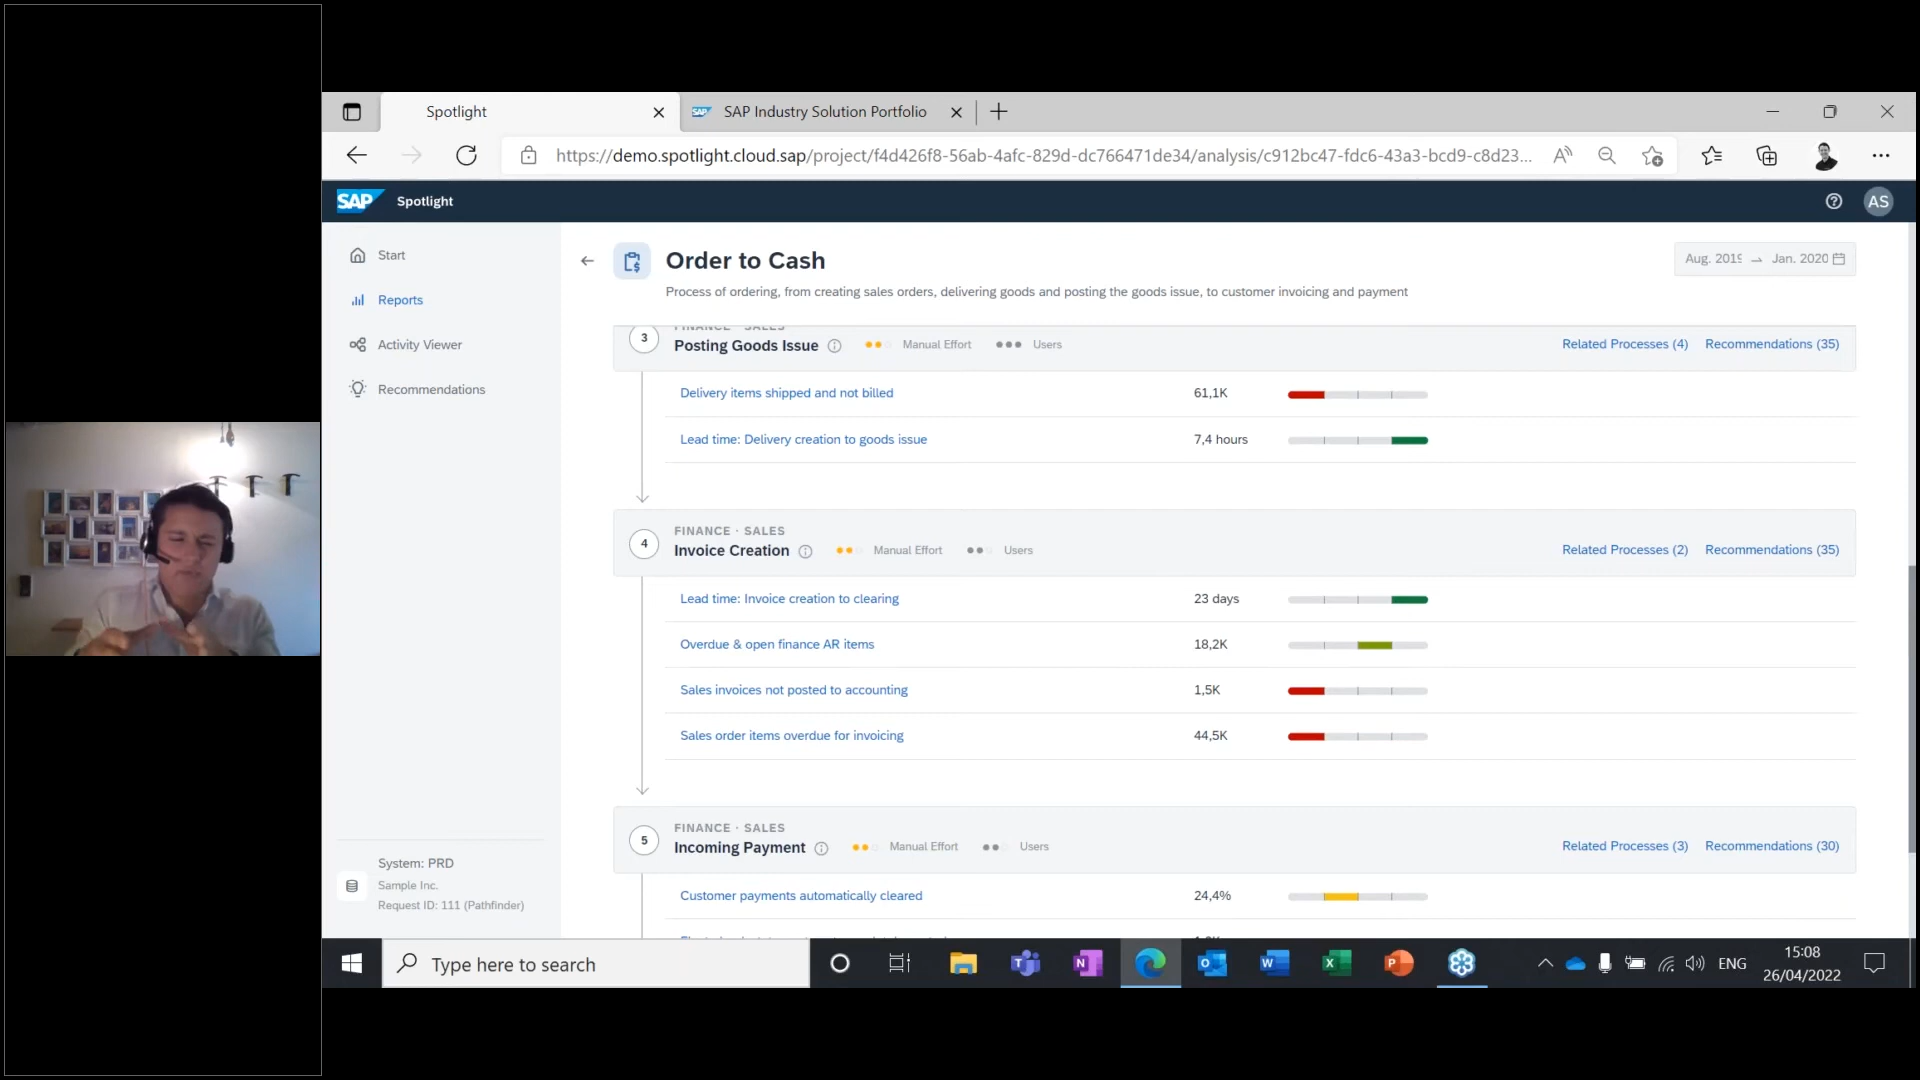 Spotlight
SAP SAP Industry Solution Portfolio
https://demo.spotlight.cloud.sap/project/f4d426f8-56ab-4afc-829d-dc766471de34/analysis/c912bc47-fdc6-43a3-bcd9-c8d23...
SAP Spotlight
AS
Start
Reports
Activity Viewer
Recommendations
Order to Cash
Aug. 2019 → Jan. 2020
Process of ordering, from creating sales orders, delivering goods and posting the goods issue, to customer invoicing and payment
3 FINANCE · SALES
Posting Goods Issue Manual Effort Users Related Processes (4) Recommendations (35)
Delivery items shipped and not billed 61,1K
Lead time: Delivery creation to goods issue 7,4 hours
4 FINANCE · SALES
Invoice Creation Manual Effort Users Related Processes (2) Recommendations (35)
Lead time: Invoice creation to clearing 23 days
Overdue & open finance AR items 18,2K
Sales invoices not posted to accounting 1,5K
Sales order items overdue for invoicing 44,5K
5 FINANCE · SALES
Incoming Payment Manual Effort Users Related Processes (3) Recommendations (30)
Customer payments automatically cleared 24,4%
System: PRD
Sample Inc.
Request ID: 111 (Pathfinder)
Type here to search
ENG
15:08
26/04/2022